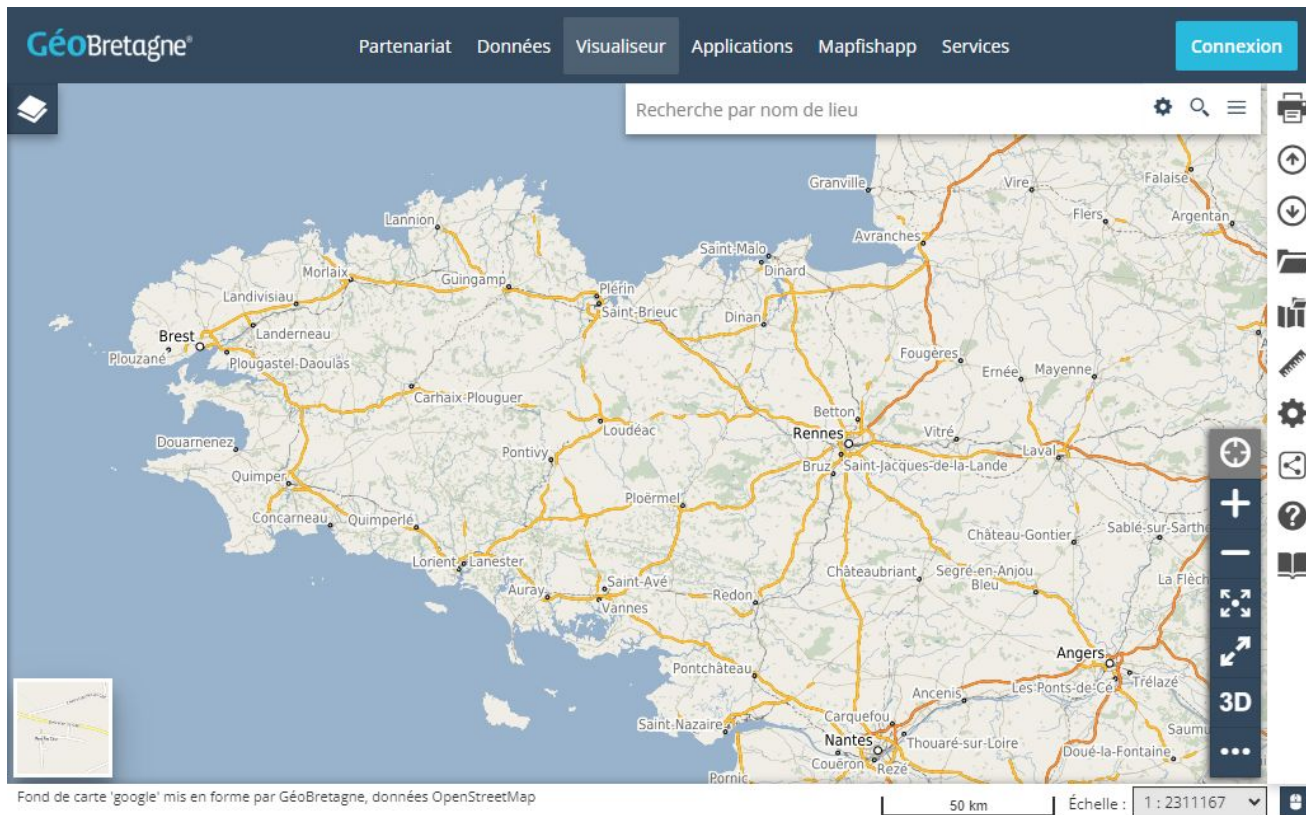 GéoBretagne®
Partenariat Données Visualiseur Applications Mapfishapp Services
Connexion
Recherche par nom de lieu
Granville
Vire
Falaise
Lannion
Flers
Argentan
Avranches
Saint-Malo
Dinard
Morlaix
Guingamp
Plérin
Landivisiau
Saint-Brieuc
Dinan
Brest
Landerneau
Plouzané
Plougastel-Daoulas
Fougères
Ernée
Mayenne
Carhaix-Plouguer
Betton
Loudéac
Rennes
Vitré
Douarnenez
Pontivy
Laval
Bruz
Saint-Jacques-de-la-Lande
Quimper
Ploërmel
Concarneau
Quimperlé
Château-Gontier
Sablé-sur-Sarthe
Lorient
Lanester
Châteaubriant
Segré-en-Anjou
Bleu
La Flèch
Saint-Avé
Auray
Redon
Vannes
Angers
Pontchâteau
Trélazé
Les Ponts-de-Cé
Ancenis
3D
Saint-Nazaire
Carquefou
Saumu
Nantes
Thouaré-sur-Loire
Doué-la-Fontaine
Couëron
Rezé
Pornic
Fond de carte 'google' mis en forme par GéoBretagne, données OpenStreetMap
50 km
Échelle : 1 : 2311167